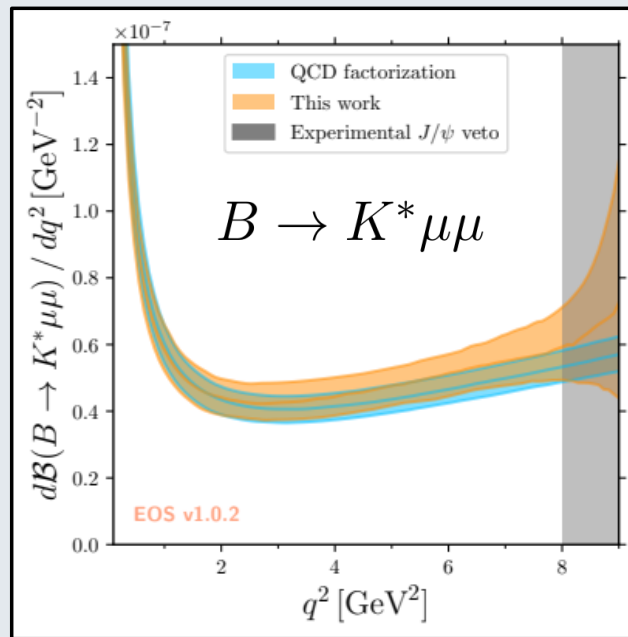 ×10⁻⁷
QCD factorization
This work
Experimental J/ψ veto
B → K*μμ
dB(B → K*μμ) / dq² [GeV⁻²]
1.4
1.2
1.0
0.8
0.6
0.4
0.2
0.0
EOS v1.0.2
2 4 6 8
q² [GeV²]